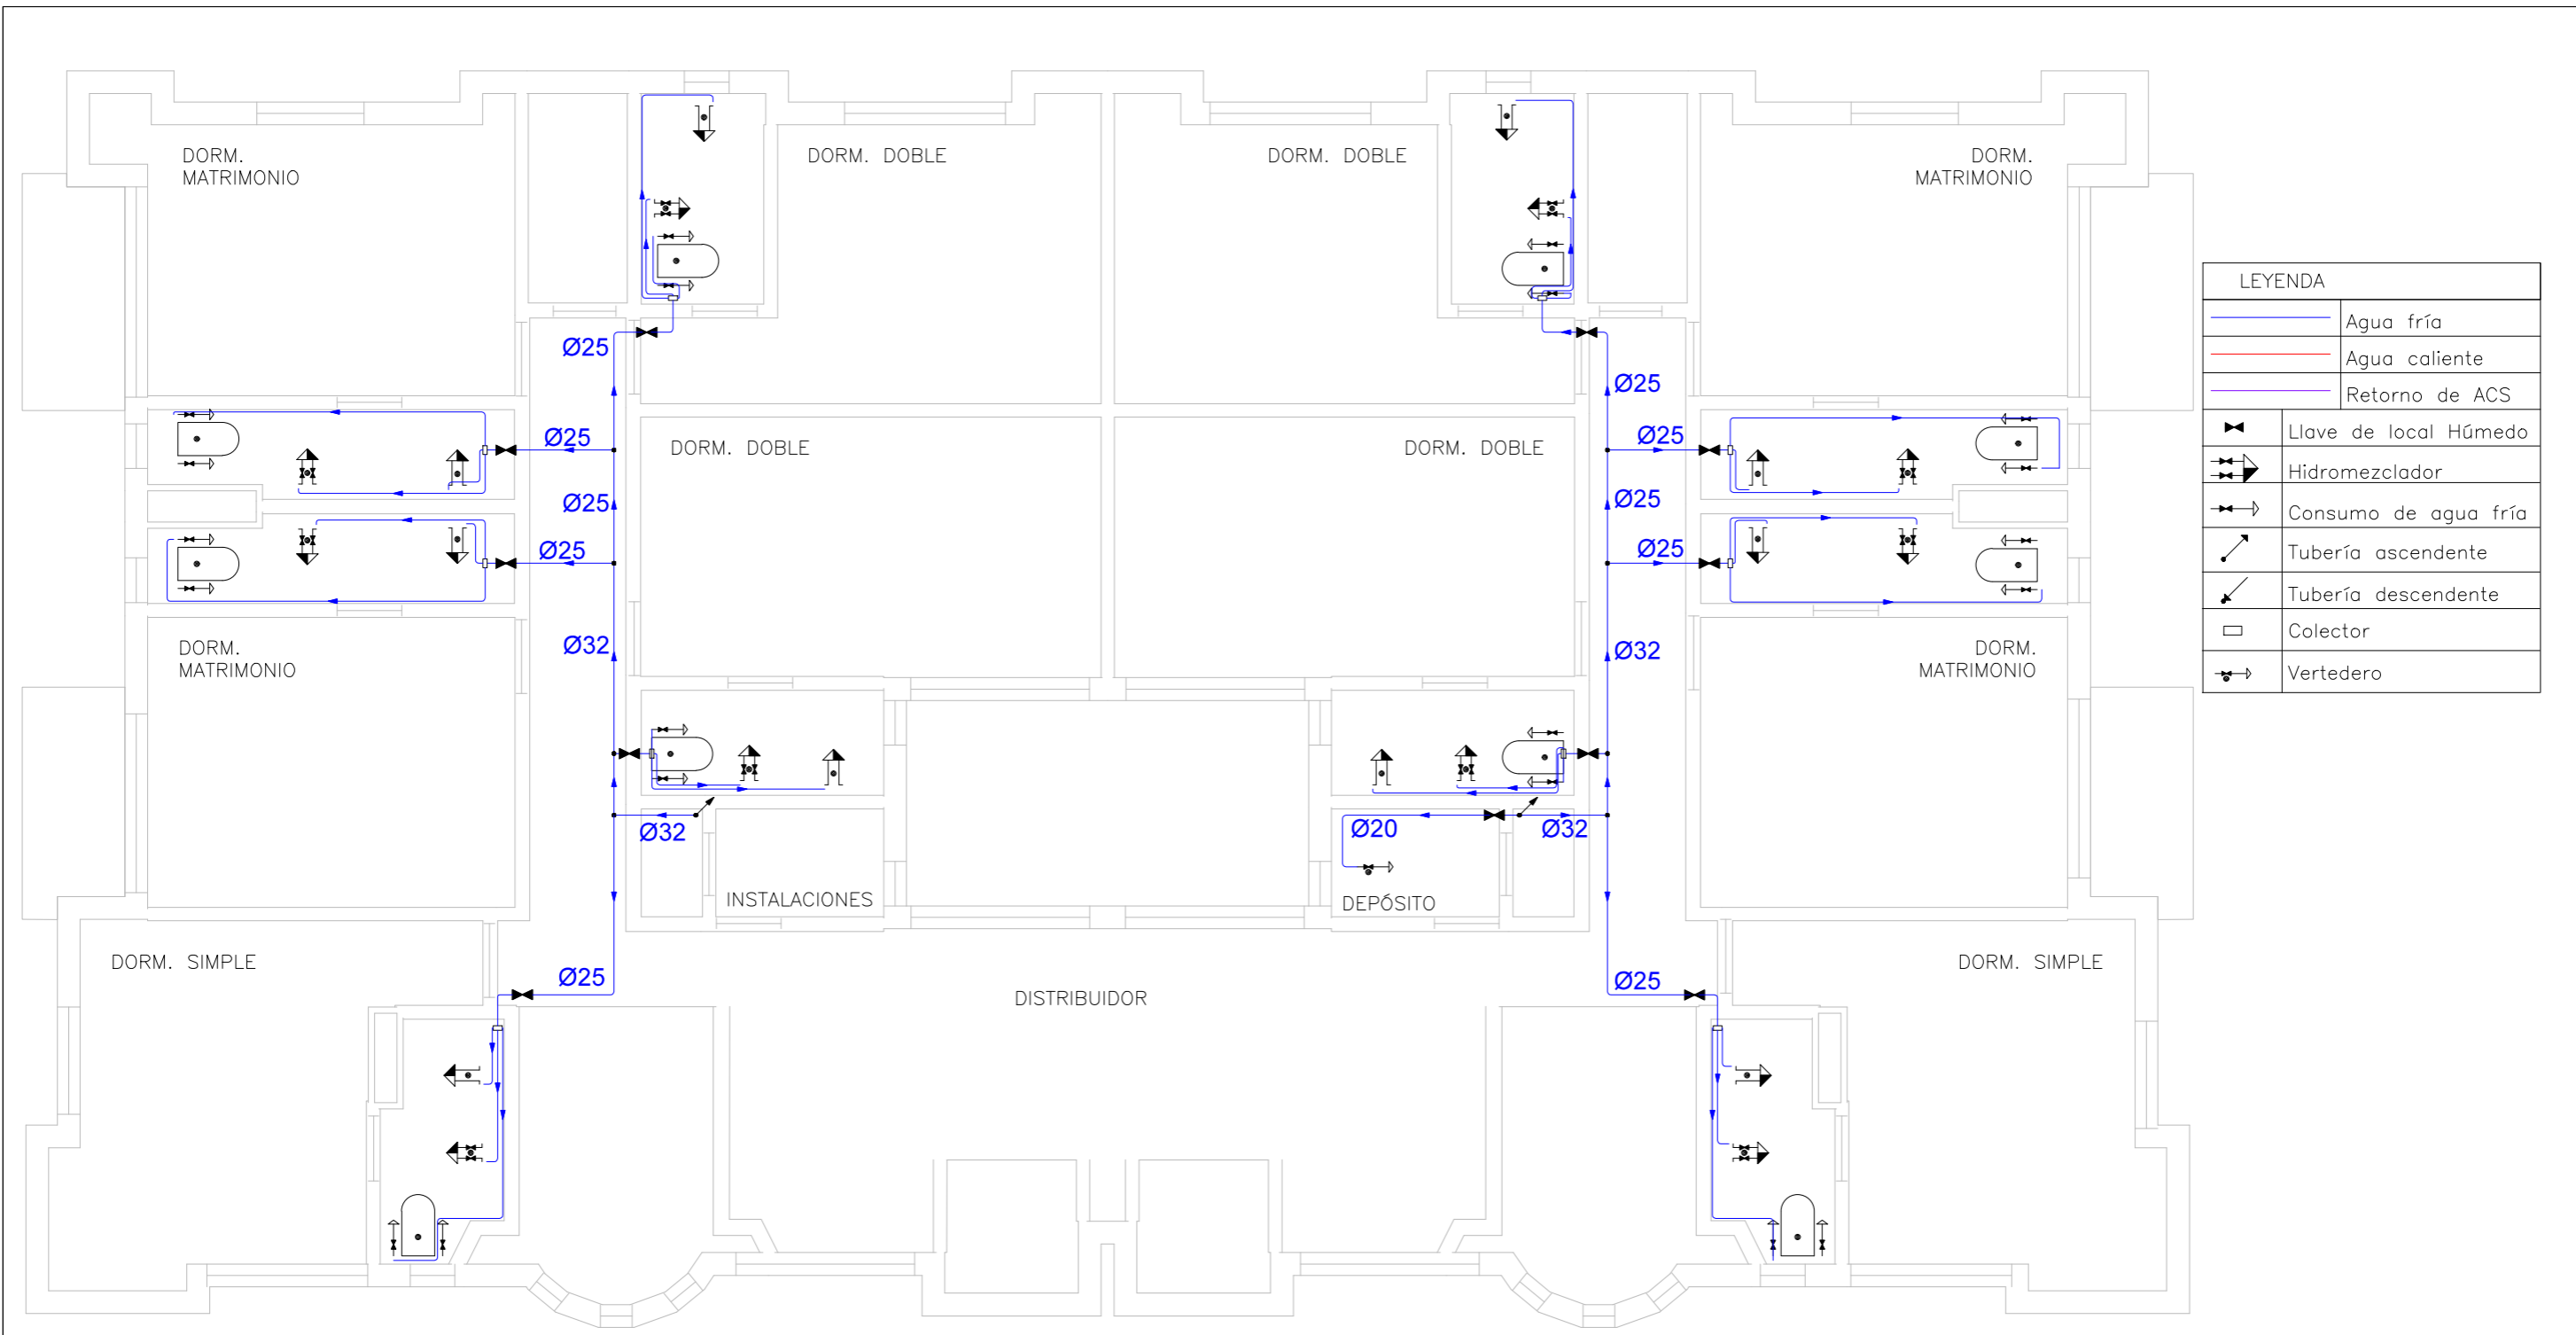 DORM.
MATRIMONIO
DORM. DOBLE
DORM. DOBLE
DORM.
MATRIMONIO
LEYENDA
Agua fría
Agua caliente
Retorno de ACS
Llave de local Húmedo
Hidromezclador
Consumo de agua fría
Tubería ascendente
Tubería descendente
Colector
Vertedero
Ø25
Ø25
Ø25
Ø25
DORM. DOBLE
DORM. DOBLE
Ø25
Ø25
Ø25
Ø25
Ø32
Ø32
DORM.
MATRIMONIO
DORM.
MATRIMONIO
Ø32
Ø20
Ø32
INSTALACIONES
DEPÓSITO
DORM. SIMPLE
Ø25
DISTRIBUIDOR
Ø25
DORM. SIMPLE